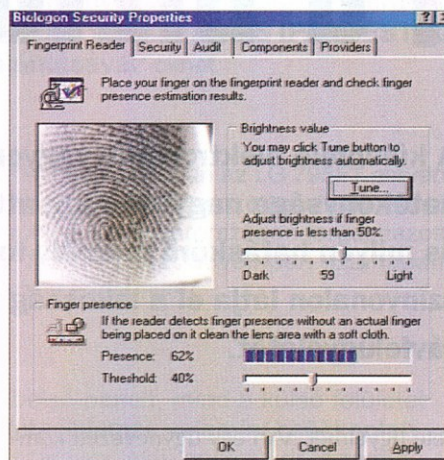 Biologon Security Properties
Fingerprint Reader Security Audit Components Providers
Place your finger on the fingerprint reader and check finger
presence estimation results.
Brightness value
You may click Tune button to
adjust brightness automatically.
Tune...
Adjust brightness if finger
presence is less than 50%.
Dark 59 Light
Finger presence
If the reader detects finger presence without an actual finger
being placed on it clean the lens area with a soft cloth.
Presence: 62%
Threshold: 40%
OK Cancel Apply